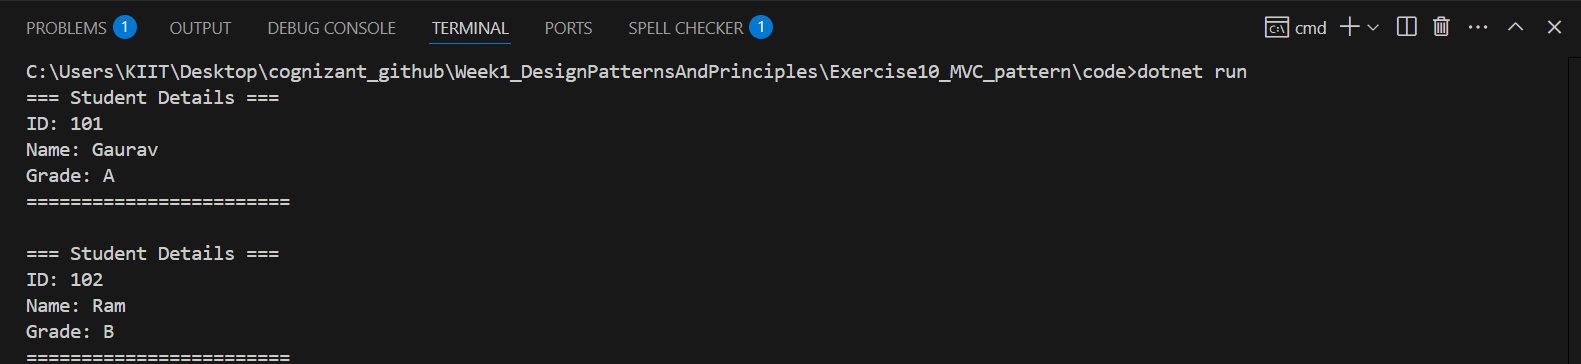 PROBLEMS 1 OUTPUT DEBUG CONSOLE TERMINAL PORTS SPELL CHECKER 1 cmd
C:\Users\KIIT\Desktop\cognizant_github\Week1_DesignPatternsAndPrinciples\Exercise10_MVC_pattern\code>dotnet run
=== Student Details ===
ID: 101
Name: Gaurav
Grade: A
========================
=== Student Details ===
ID: 102
Name: Ram
Grade: B
========================